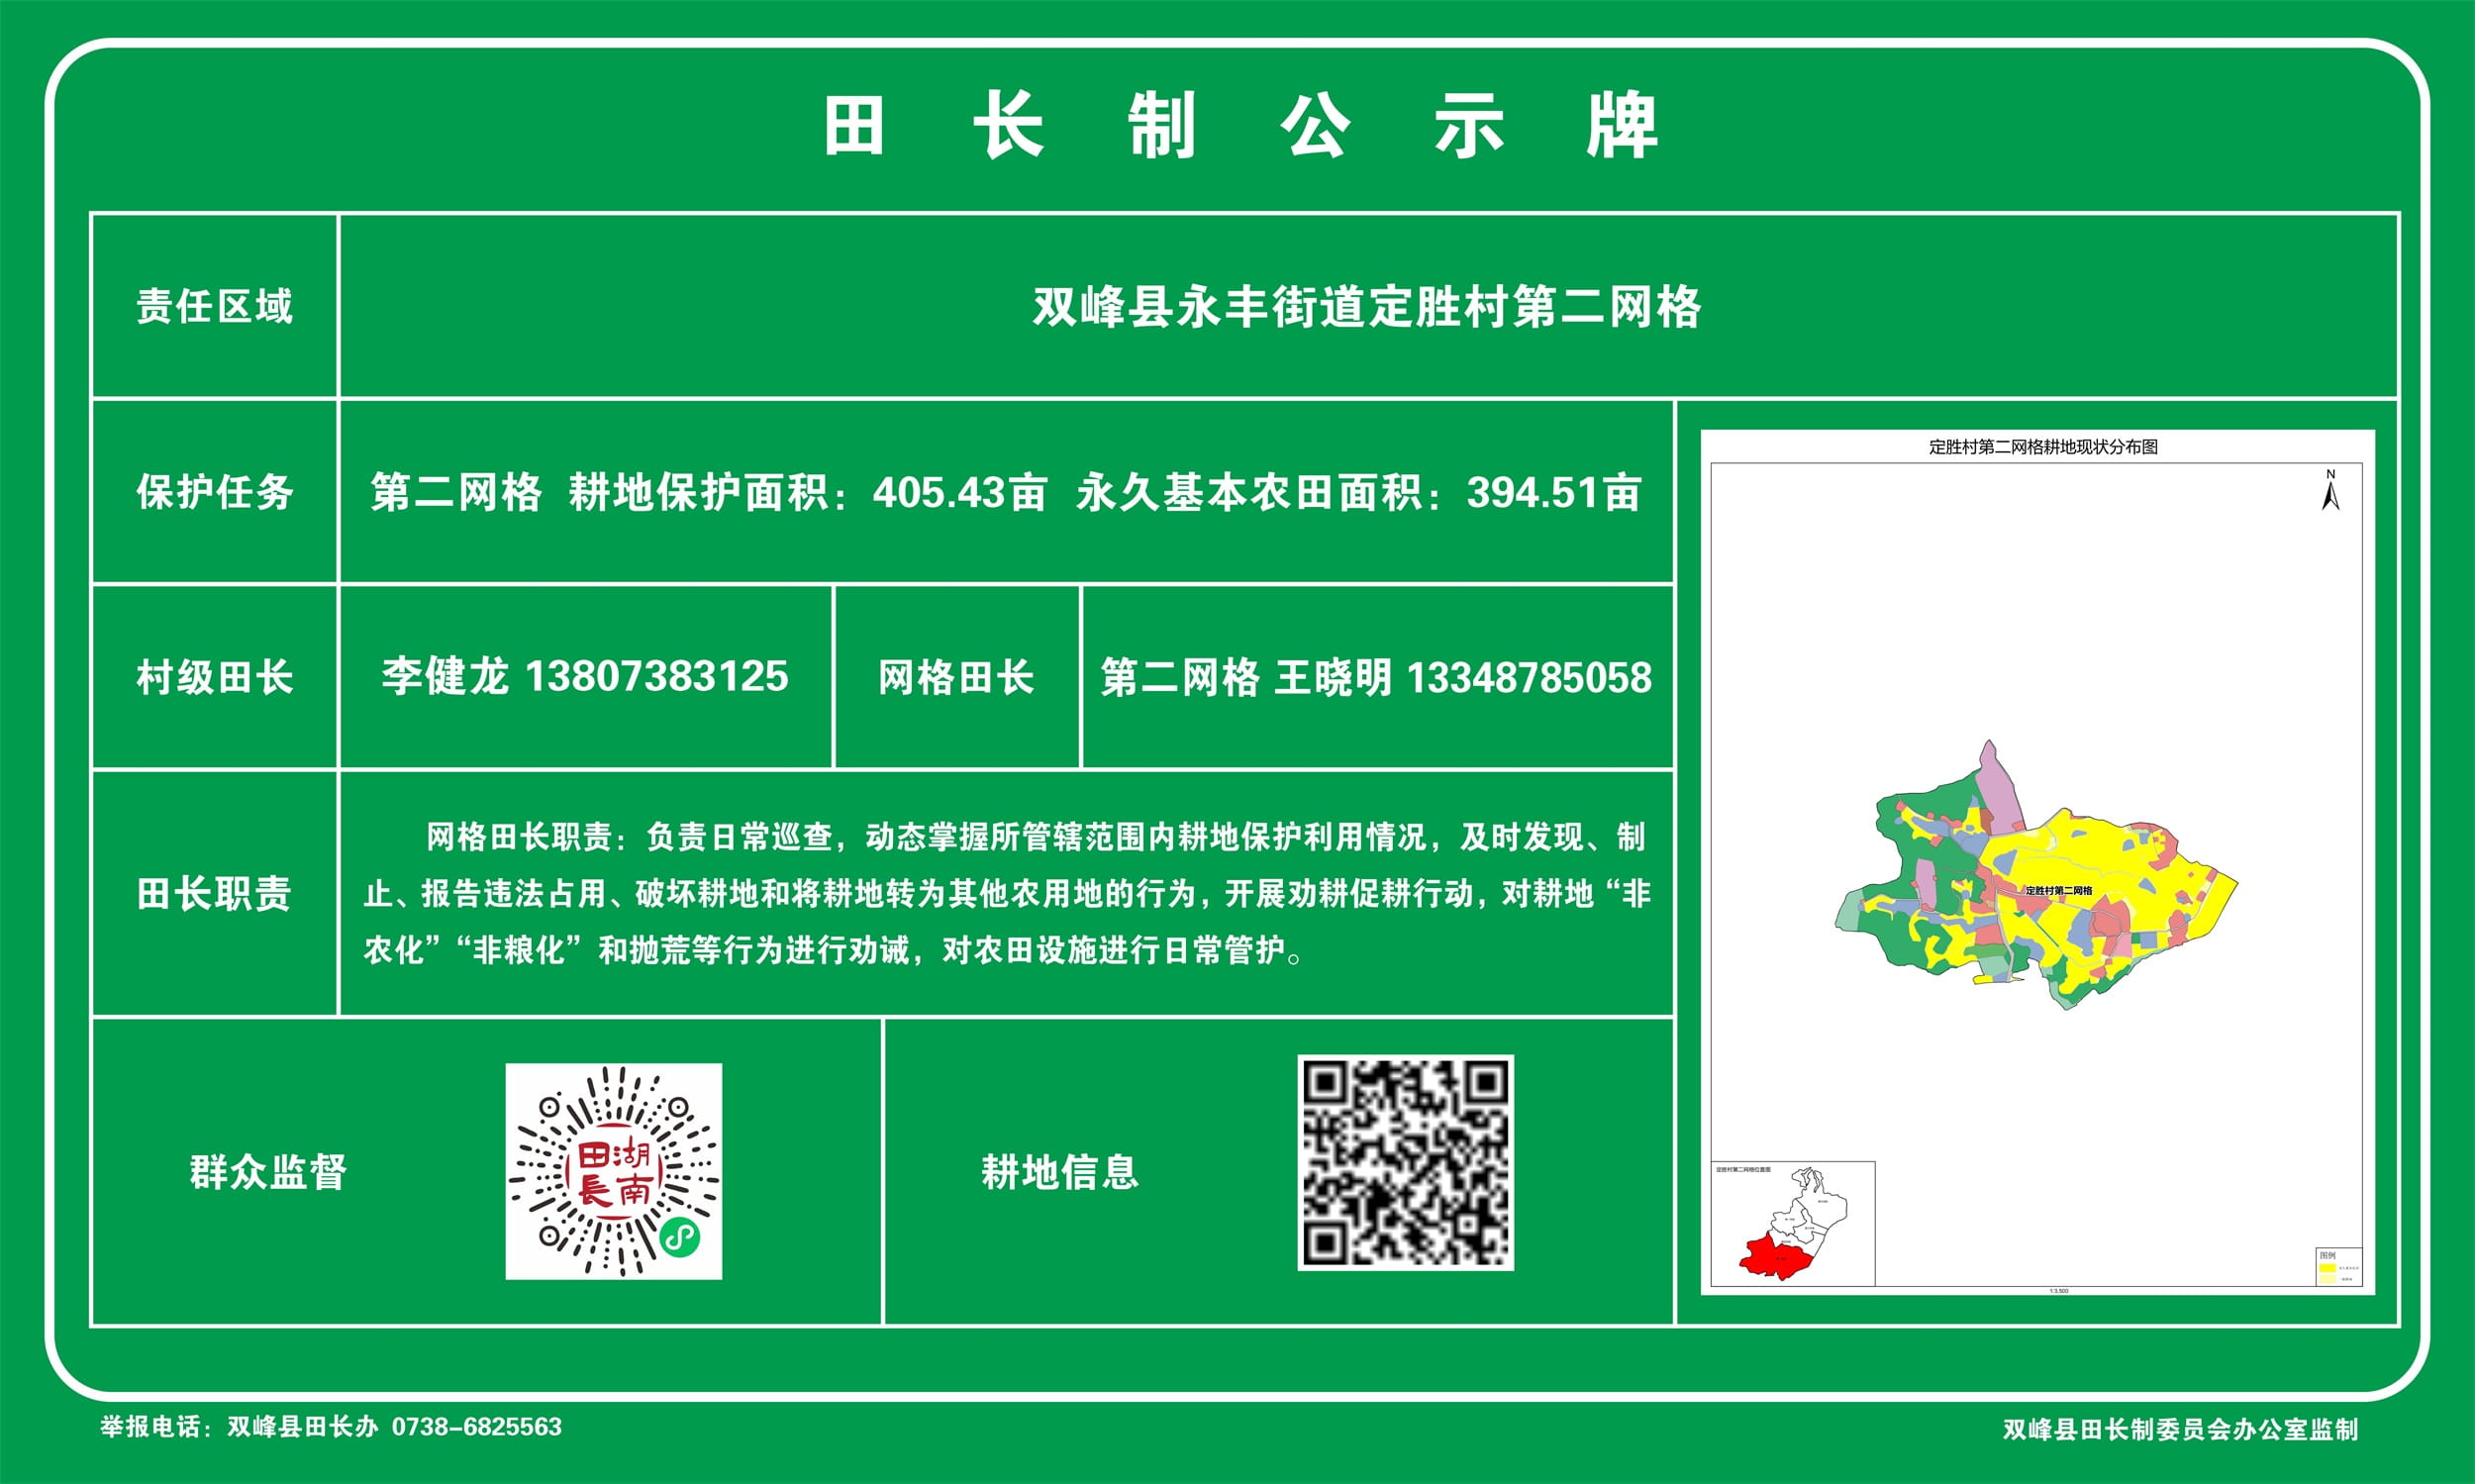 田长制公示牌
责任区域
双峰县永丰街道定胜村第二网格
保护任务
第二网格 耕地保护面积：405.43亩 永久基本农田面积：394.51亩
村级田长
李健龙 13807383125
网格田长
第二网格 王晓明 13348785058
田长职责
网格田长职责：负责日常巡查，动态掌握所管辖范围内耕地保护利用情况，及时发现、制
止、报告违法占用、破坏耕地和将耕地转为其他农用地的行为，开展劝耕促耕行动，对耕地“非
农化”“非粮化”和抛荒等行为进行劝诫，对农田设施进行日常管护。
群众监督
湖南
田長
耕地信息
定胜村第二网格耕地现状分布图
N
定胜村第二网格
定胜村第二网格位置图
图例
1:3,500
举报电话：双峰县田长办 0738-6825563
双峰县田长制委员会办公室监制